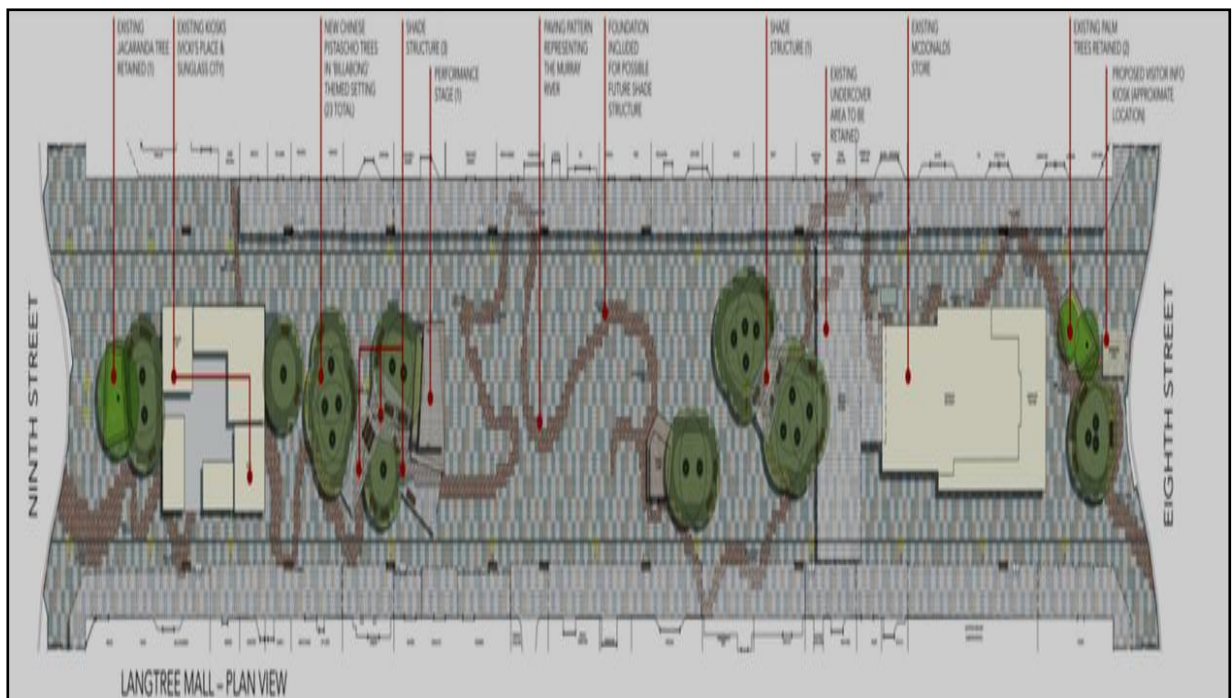 EXISTING
JACARANDA TREE
RETAINED (1)
EXISTING KIOSKS
(VICKI'S PLACE &
SUNGLASS CITY)
NEW CHINESE
PISTASCHIO TREES
IN 'BILLABONG'
THEMED SETTING
(23 TOTAL)
SHADE
STRUCTURE (3)
PERFORMANCE
STAGE (1)
PAVING PATTERN
REPRESENTING
THE MURRAY
RIVER
FOUNDATION
INCLUDED
FOR POSSIBLE
FUTURE SHADE
STRUCTURE
SHADE
STRUCTURE (1)
EXISTING
UNDERCOVER
AREA TO BE
RETAINED
EXISTING
MCDONALDS
STORE
EXISTING PALM
TREES RETAINED (2)
PROPOSED VISITOR INFO
KIOSK (APPROXIMATE
LOCATION)
NINTH STREET
EIGHTH STREET
LANGTREE MALL – PLAN VIEW